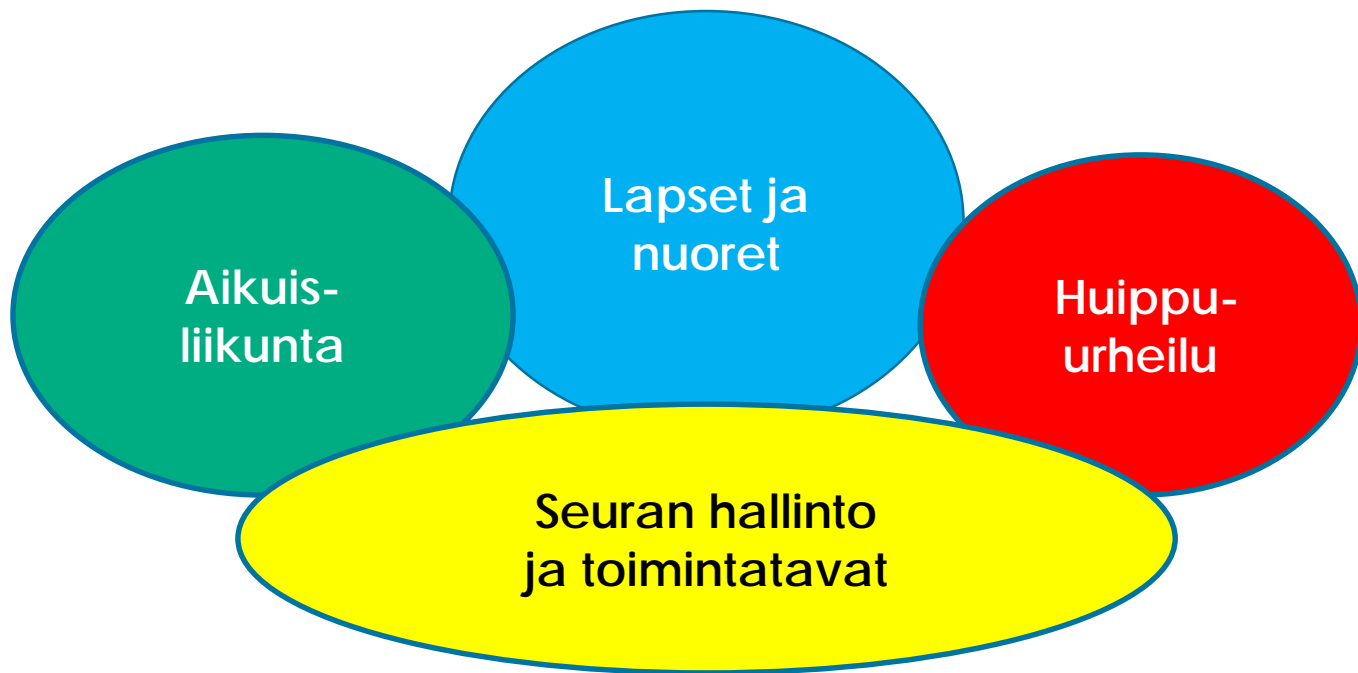 Lapset ja
nuoret
Aikuis-
liikunta
Huippu-
urheilu
Seuran hallinto
ja toimintatavat